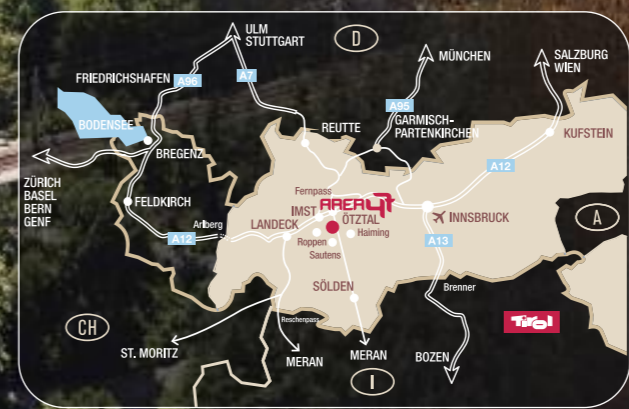 D
ULM
STUTTGART
MÜNCHEN
SALZBURG
WIEN
FRIEDRICHSHAFEN
A96
A7
A95
GARMISCH-
PARTENKIRCHEN
BODENSEE
REUTTE
KUFSTEIN
BREGENZ
A12
ZÜRICH
BASEL
BERN
GENF
Fernpass
AREA 47
FELDKIRCH
IMST
ÖTZTAL
INNSBRUCK
A
Arlberg
LANDECK
Roppen
Haiming
A12
A13
Sautens
SÖLDEN
Brenner
CH
Reschenpass
Tirol
ST. MORITZ
MERAN
MERAN
BOZEN
I